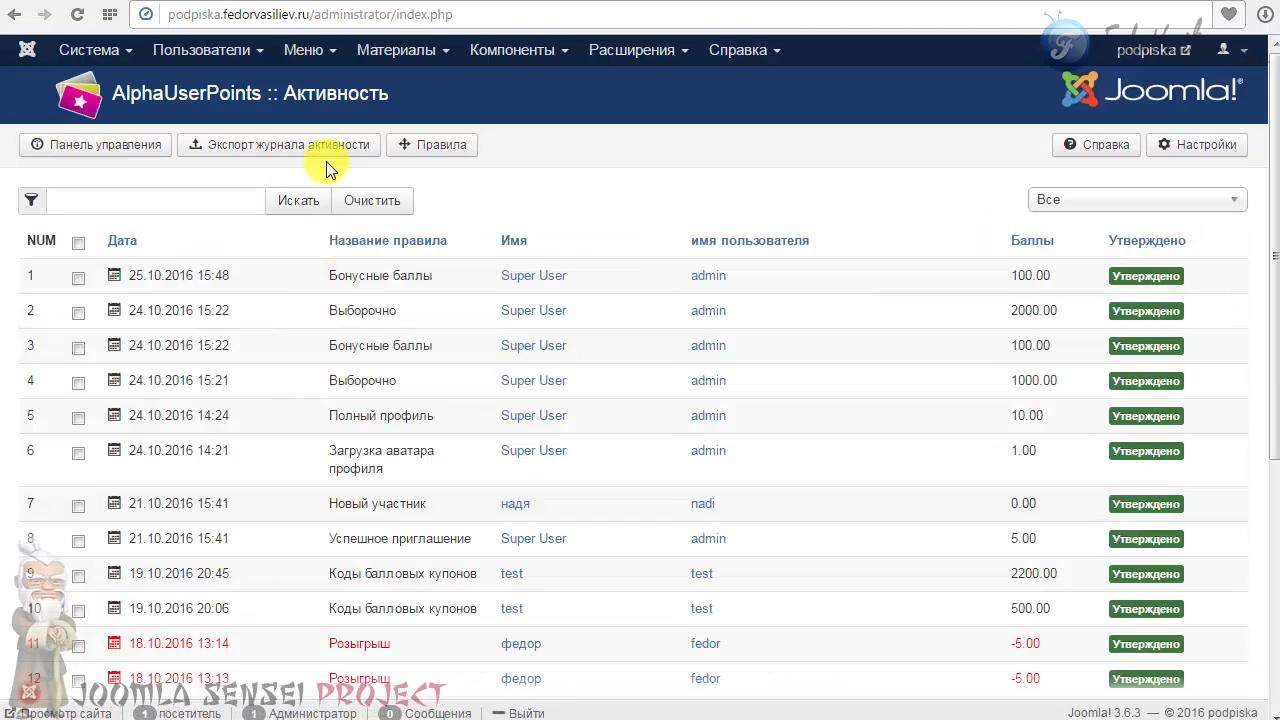 podpiska.fedorvasiliev.ru/administrator/index.php
Система Пользователи Меню Материалы Компоненты Расширения Справка podpiska
AlphaUserPoints :: Активность
Joomla!
Панель управления Экспорт журнала активности Правила Справка Настройки
Искать Очистить Все
NUM Дата Название правила Имя имя пользователя Баллы Утверждено
1 25.10.2016 15:48 Бонусные баллы Super User admin 100.00 Утверждено
2 24.10.2016 15:22 Выборочно Super User admin 2000.00 Утверждено
3 24.10.2016 15:22 Бонусные баллы Super User admin 100.00 Утверждено
4 24.10.2016 15:21 Выборочно Super User admin 1000.00 Утверждено
5 24.10.2016 14:24 Полный профиль Super User admin 10.00 Утверждено
6 24.10.2016 14:21 Загрузка аватара Super User admin 1.00 Утверждено
профиля
7 21.10.2016 15:41 Новый участник надя nadi 0.00 Утверждено
8 21.10.2016 15:41 Успешное приглашение Super User admin 5.00 Утверждено
9 19.10.2016 20:45 Коды балловых купонов test test 2200.00 Утверждено
10 19.10.2016 20:06 Коды балловых купонов test test 500.00 Утверждено
11 18.10.2016 13:14 Розыгрыш федор fedor -5.00 Утверждено
12 18.10.2016 13:13 Розыгрыш федор fedor -5.00 Утверждено
JOOMLA SENSEI PROJECT
Просмотр сайта 1 посетитель 1 Администратор 0 Сообщения Выйти Joomla! 3.6.3 — © 2016 podpiska